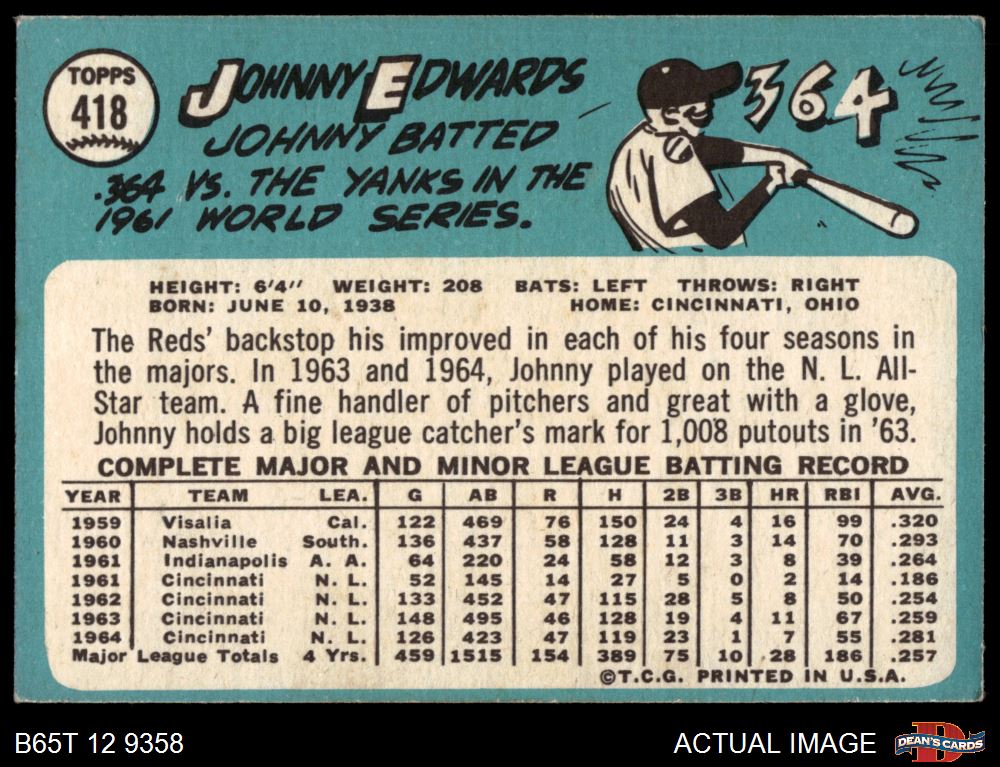 TOPPS
418
JOHNNY EDWARDS
JOHNNY BATTED
.364 VS. THE YANKS IN THE
1961 WORLD SERIES.
364
HEIGHT: 6'4" WEIGHT: 208 BATS: LEFT THROWS: RIGHT
BORN: JUNE 10, 1938 HOME: CINCINNATI, OHIO
The Reds' backstop his improved in each of his four seasons in
the majors. In 1963 and 1964, Johnny played on the N. L. All-
Star team. A fine handler of pitchers and great with a glove,
Johnny holds a big league catcher's mark for 1,008 putouts in '63.
COMPLETE MAJOR AND MINOR LEAGUE BATTING RECORD
YEAR TEAM LEA. G AB R H 2B 3B HR RBI AVG.
1959 Visalia Cal. 122 469 76 150 24 4 16 99 .320
1960 Nashville South. 136 437 58 128 11 3 14 70 .293
1961 Indianapolis A. A. 64 220 24 58 12 3 8 39 .264
1961 Cincinnati N. L. 52 145 14 27 5 0 2 14 .186
1962 Cincinnati N. L. 133 452 47 115 28 5 8 50 .254
1963 Cincinnati N. L. 148 495 46 128 19 4 11 67 .259
1964 Cincinnati N. L. 126 423 47 119 23 1 7 55 .281
Major League Totals 4 Yrs. 459 1515 154 389 75 10 28 186 .257
©T.C.G. PRINTED IN U.S.A.
B65T 12 9358
ACTUAL IMAGE
D
DEAN'S CARDS